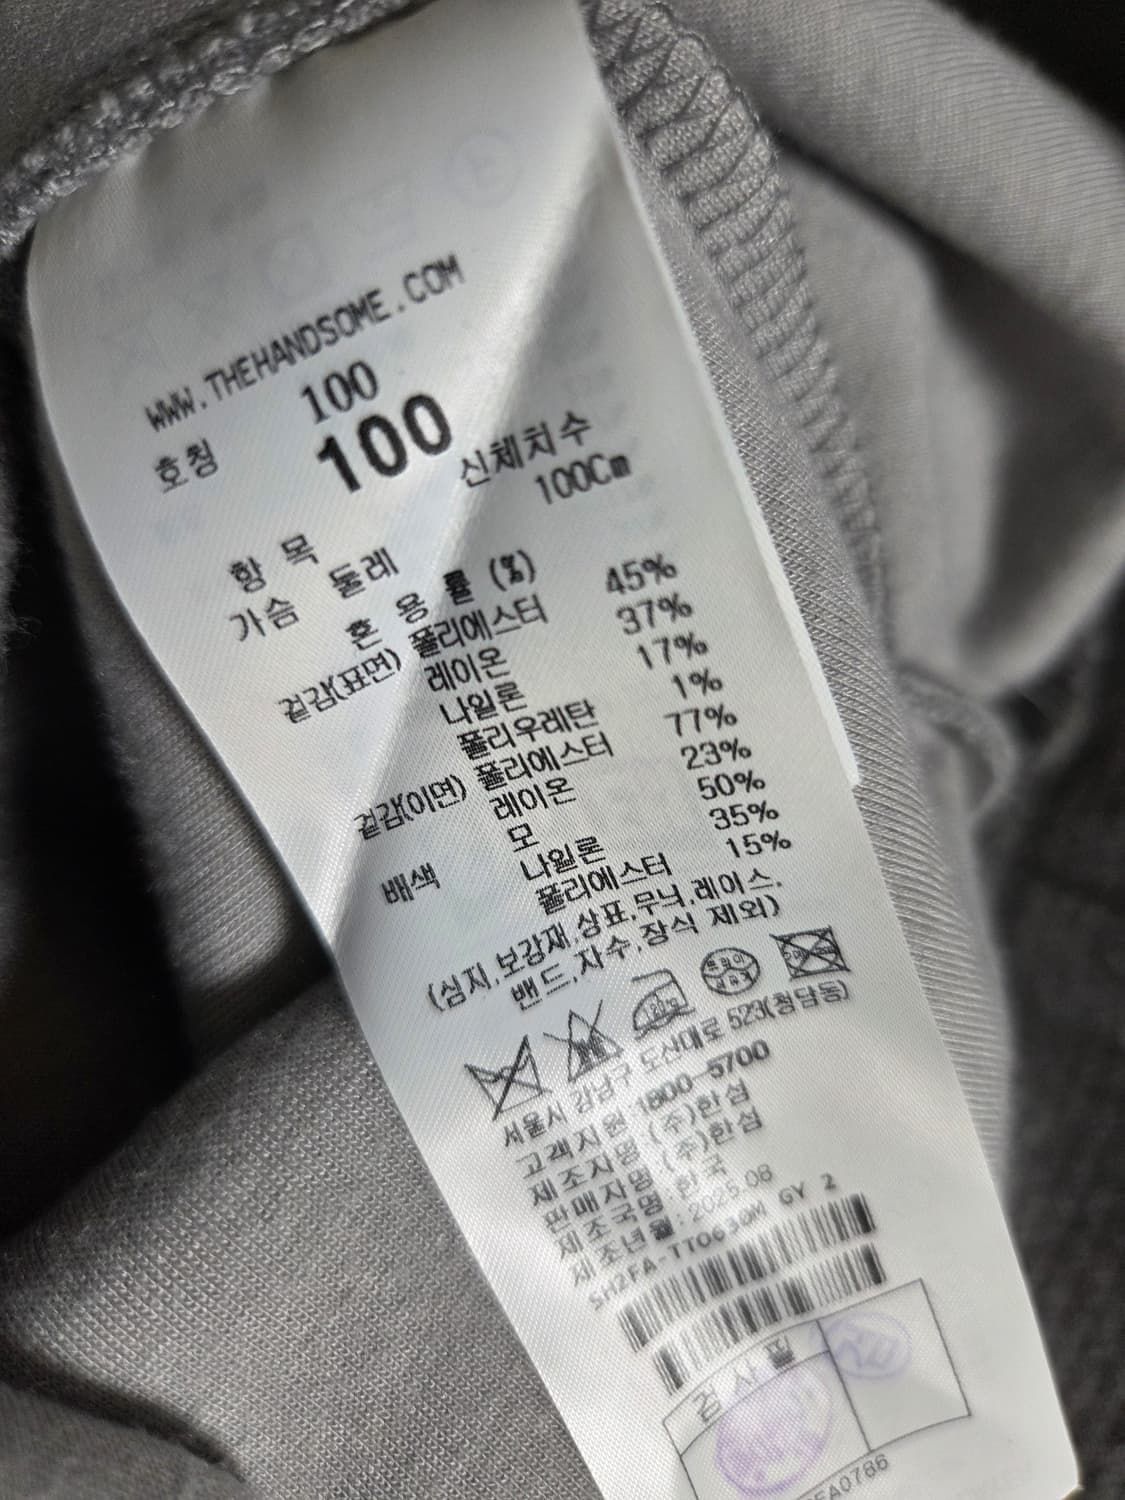 WWW.THEHANDSOME.COM
100
호칭 100
항 목 신체치수
가슴 둘레 100Cm
혼 용 률 (%)
겉감(표면) 폴리에스터 45%
레이온 37%
나일론 17%
폴리우레탄 1%
겉감(이면) 폴리에스터 77%
레이온 23%
배색 모 50%
나일론 35%
폴리에스터 15%
(심지,보강재,상표,무늬,레이스,
밴드,자수,장식 제외)
드라이
서울시 강남구 도산대로 523(청담동)
고객지원 1800-5700
제조자명 (주)한섬
판매자명 (주)한섬
제조국명:한국
제조년월:2025.08
SH2FA-TTO630M GY 2
검사필